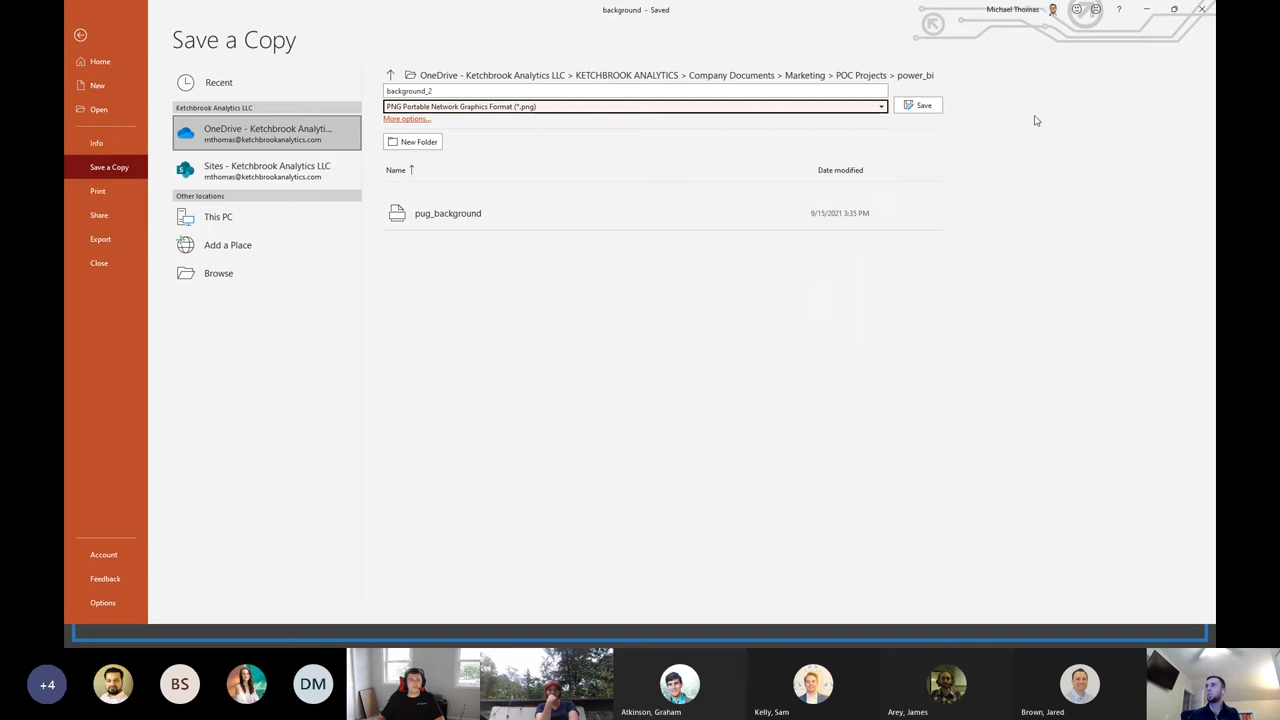 background - Saved
Michael Thomas
?
Save a Copy
Home
New
Open
Info
Save a Copy
Print
Share
Export
Close
Account
Feedback
Options
Recent
Ketchbrook Analytics LLC
OneDrive - Ketchbrook Analyti...
mthomas@ketchbrookanalytics.com
Sites - Ketchbrook Analytics LLC
mthomas@ketchbrookanalytics.com
Other locations
This PC
Add a Place
Browse
OneDrive - Ketchbrook Analytics LLC > KETCHBROOK ANALYTICS > Company Documents > Marketing > POC Projects > power_bi
background_2
PNG Portable Network Graphics Format (*.png)
Save
More options...
New Folder
Name
Date modified
pug_background
9/15/2021 3:35 PM
+4
BS
DM
Atkinson, Graham
Kelly, Sam
Arey, James
Brown, Jared